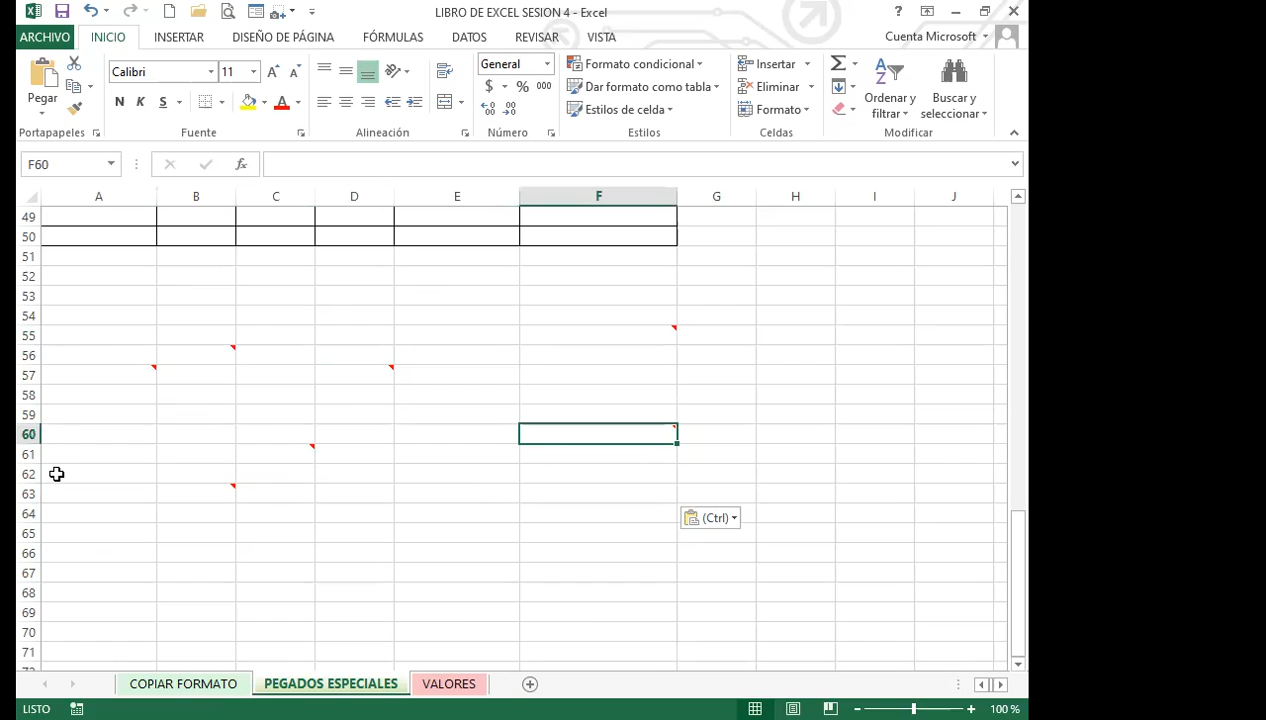 LIBRO DE EXCEL SESION 4 - Excel
?
ARCHIVO INICIO INSERTAR DISEÑO DE PÁGINA FÓRMULAS DATOS REVISAR VISTA Cuenta Microsoft
Pegar Calibri 11 General Formato condicional Insertar Ordenar y filtrar Buscar y seleccionar
$ % 000 Dar formato como tabla Eliminar
N K S Estilos de celda Formato
Portapapeles Fuente Alineación Número Estilos Celdas Modificar
F60 fx
A B C D E F G H I J
49
50
51
52
53
54
55
56
57
58
59
60
61
62
63
64 (Ctrl)
65
66
67
68
69
70
71
COPIAR FORMATO PEGADOS ESPECIALES VALORES
LISTO 100 %